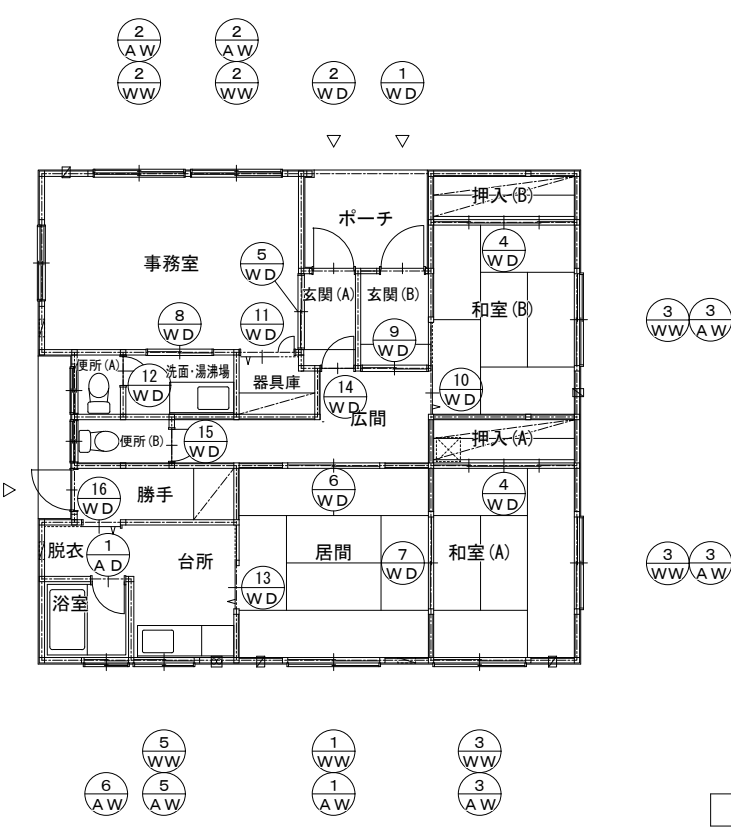 2 2
AW AW
2 2 2 1
WW WW WD WD
押入(B)
ポーチ
4
WD
事務室
5
WD
玄関(A) 玄関(B)
和室(B)
3 3
WW AW
8 11
WD WD
9
WD
便所(A) 洗面・湯沸場
12
WD
器具庫
14
WD
10
WD
広間
便所(B)
15
WD
押入(A)
16
WD
勝手
6
WD
4
WD
脱衣
1
AD
台所
居間
7
WD
和室(A)
3 3
WW AW
13
WD
浴室
5 1 3
WW WW WW
6 5 1 3
AW AW AW AW